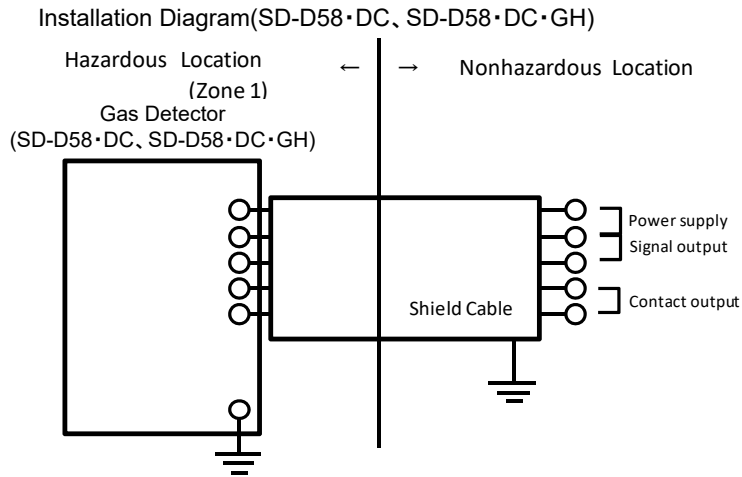 Installation Diagram(SD-D58・DC、SD-D58・DC・GH)
Hazardous Location
(Zone 1)
← →
Nonhazardous Location
Gas Detector
(SD-D58・DC、SD-D58・DC・GH)
Power supply
Signal output
Contact output
Shield Cable